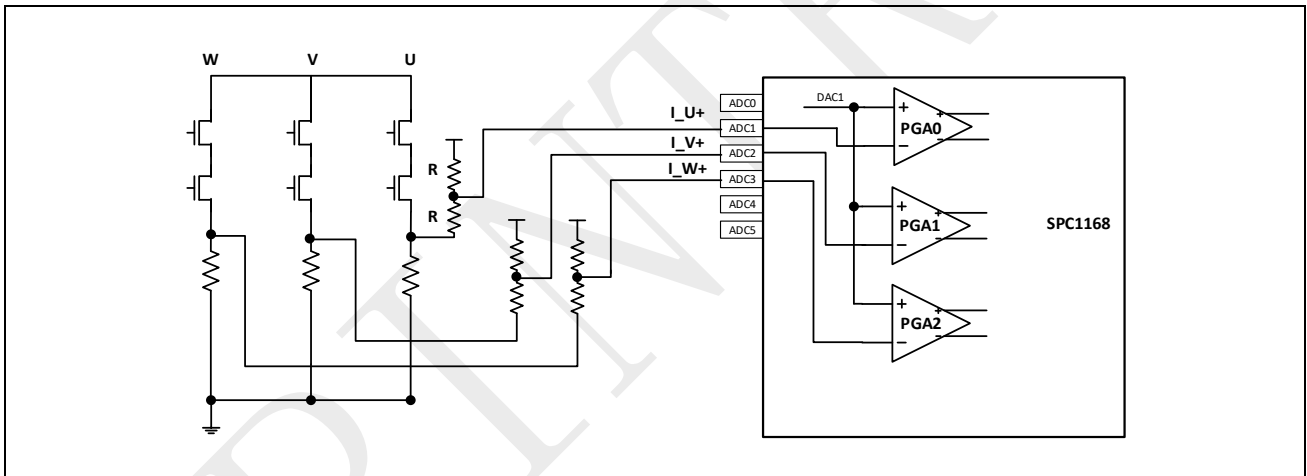 W V U
I_U+
I_V+
I_W+
R
R
ADC0
ADC1
ADC2
ADC3
ADC4
ADC5
DAC1
+
PGA0
-
+
-
+
PGA1
-
+
-
+
PGA2
-
+
-
SPC1168